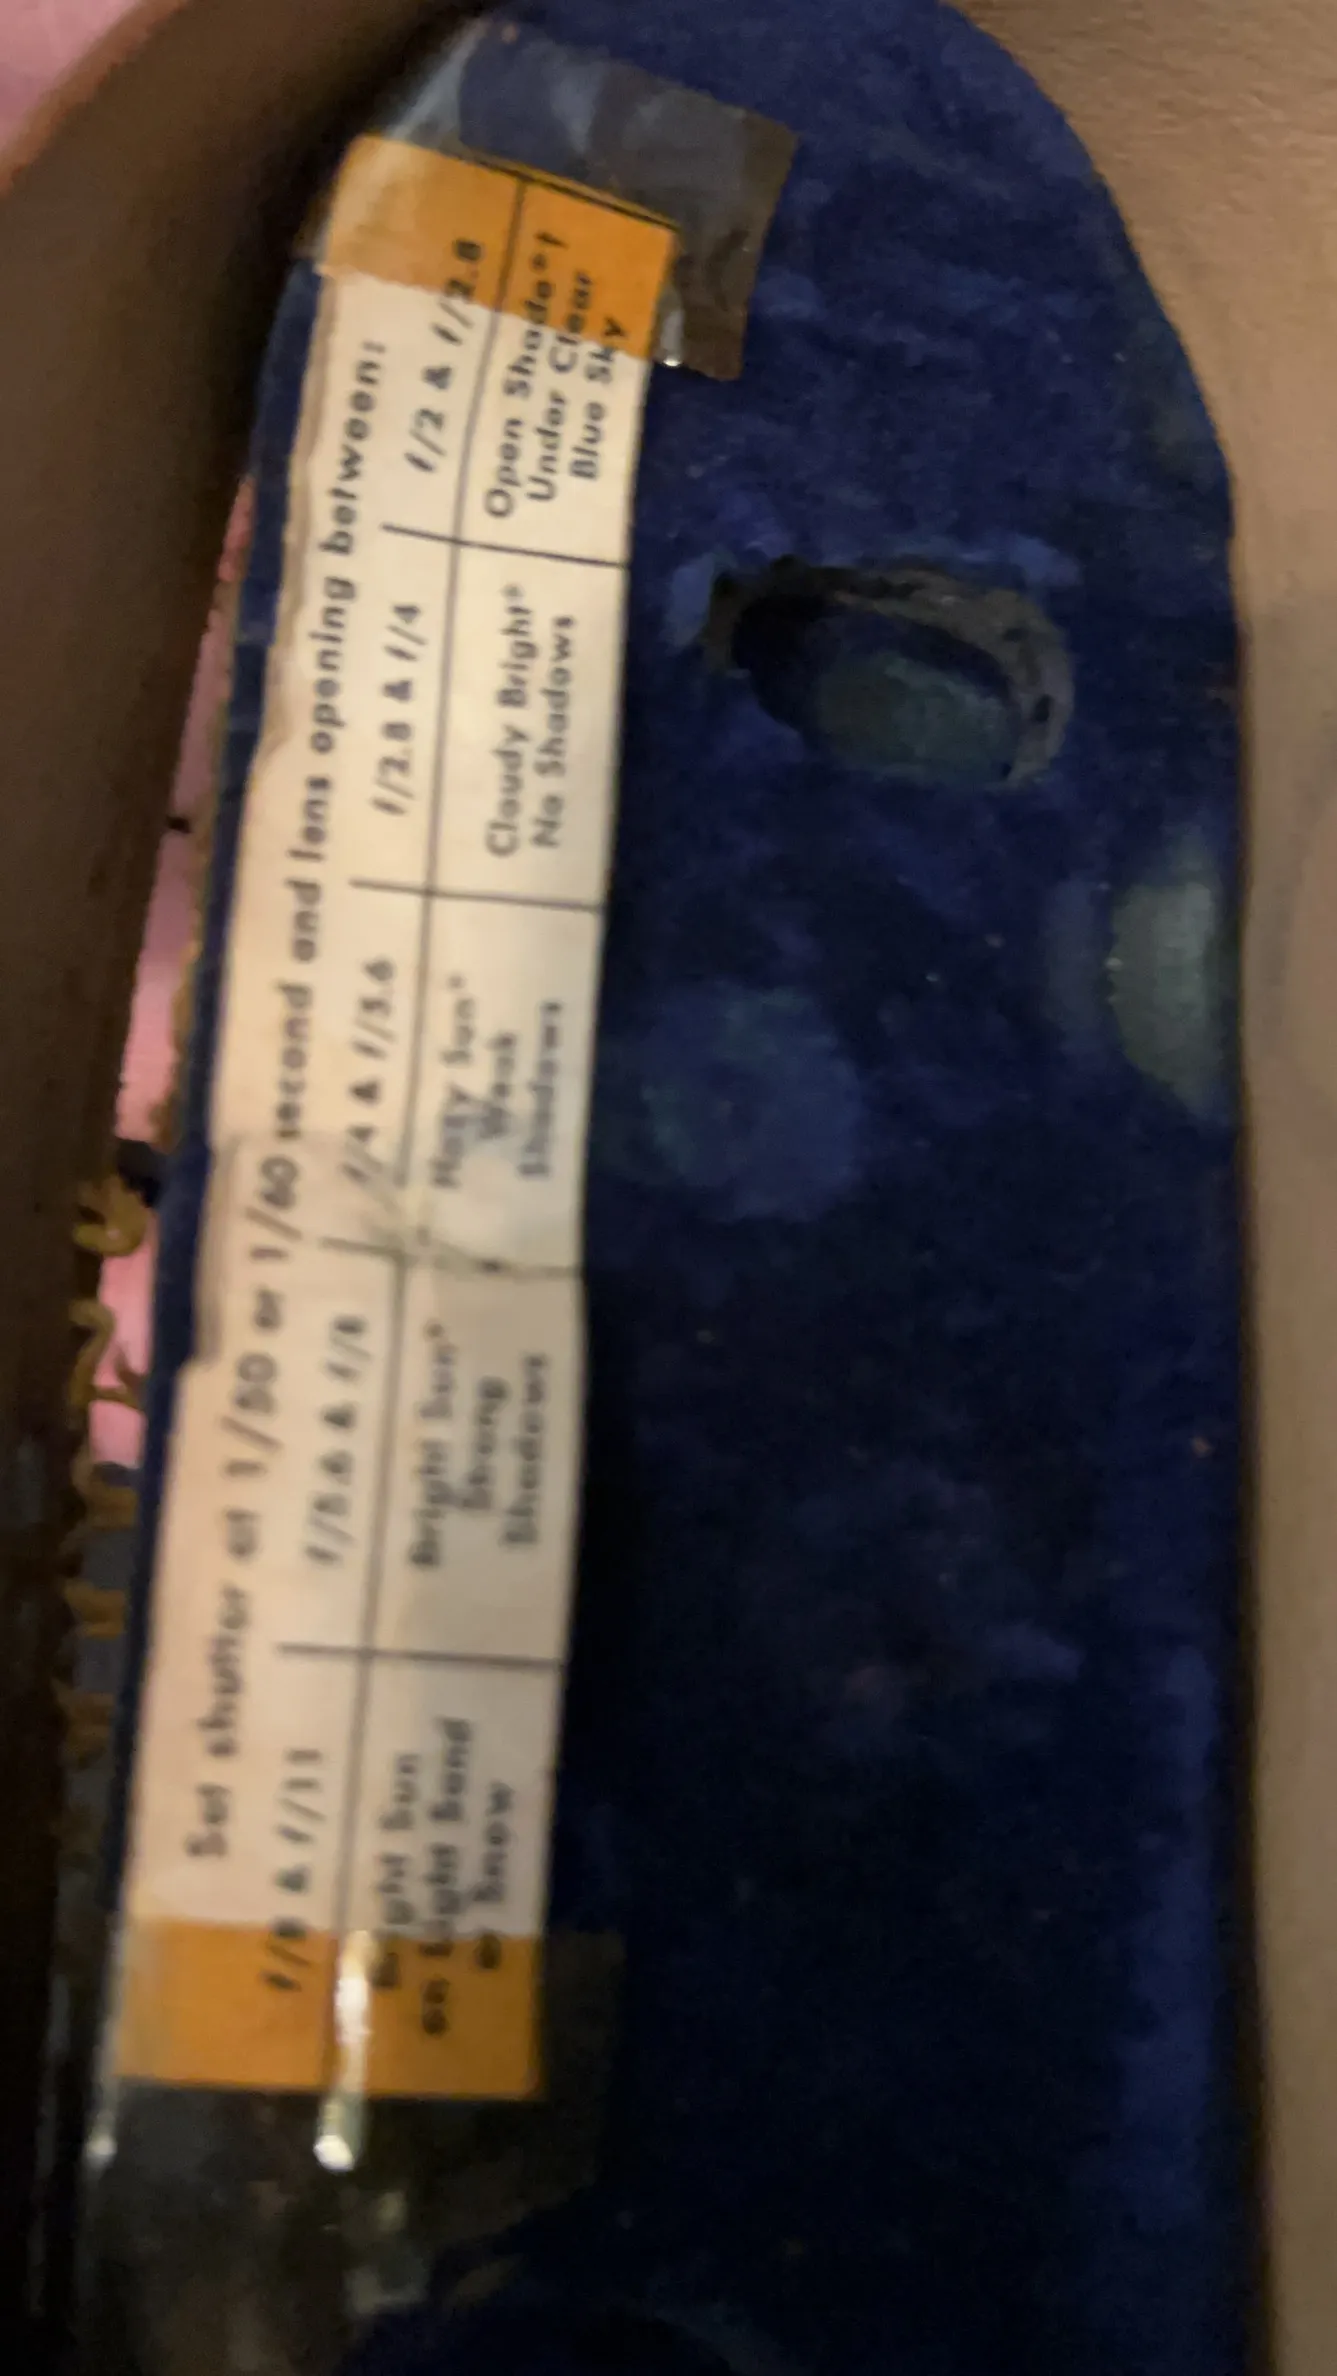 Set shutter at 1/50 or 1/60 second and lens opening between:
f/8 & f/11
f/5.6 & f/8
f/4 & f/5.6
f/2.8 & f/4
f/2 & f/2.8
Bright Sun
on Light Sand
or Snow
Bright Sun*
Strong
Shadows
Hazy Sun*
Weak
Shadows
Cloudy Bright*
No Shadows
Open Shade*†
Under Clear
Blue Sky